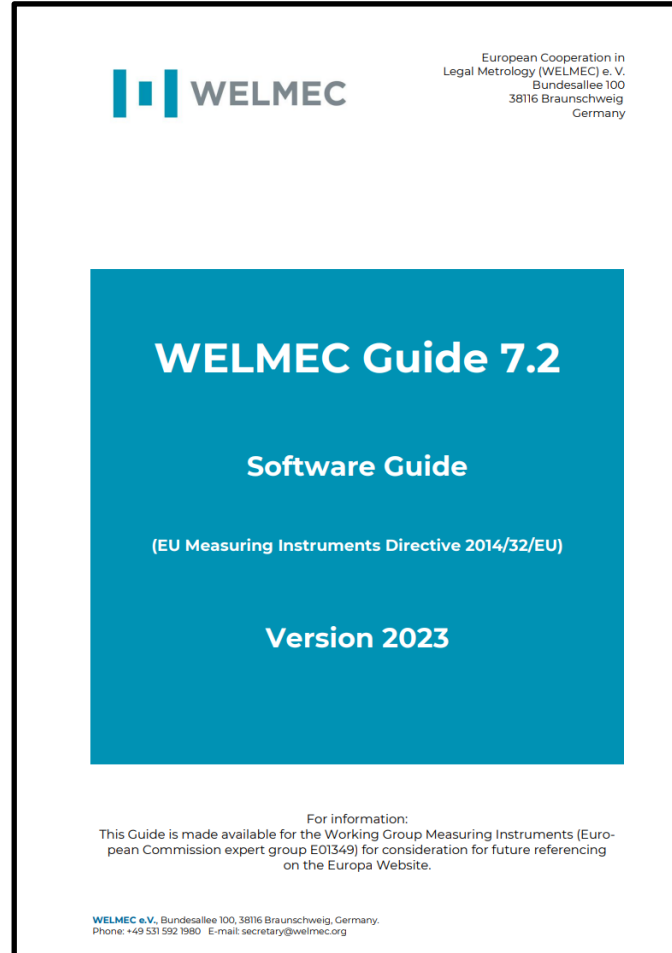 WELMEC
European Cooperation in
Legal Metrology (WELMEC) e. V.
Bundesallee 100
38116 Braunschweig
Germany
WELMEC Guide 7.2
Software Guide
(EU Measuring Instruments Directive 2014/32/EU)
Version 2023
For information:
This Guide is made available for the Working Group Measuring Instruments (Euro-
pean Commission expert group E01349) for consideration for future referencing
on the Europa Website.
WELMEC e.V., Bundesallee 100, 38116 Braunschweig, Germany.
Phone: +49 531 592 1980 E-mail: secretary@welmec.org